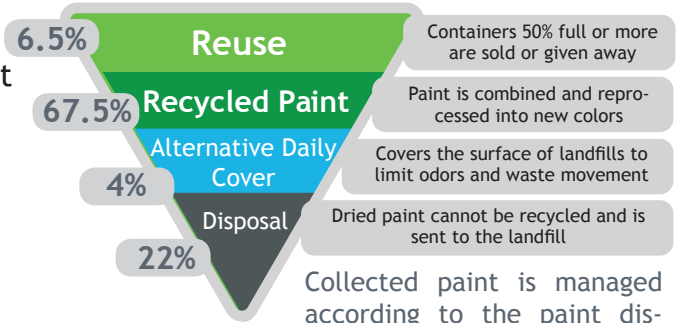 6.5%
Reuse
Containers 50% full or more
are sold or given away
t
67.5%
Recycled Paint
Paint is combined and repro-
cessed into new colors
4%
Alternative Daily
Cover
Covers the surface of landfills to
limit odors and waste movement
22%
Disposal
Dried paint cannot be recycled and is
sent to the landfill
Collected paint is managed
according to the paint dis-